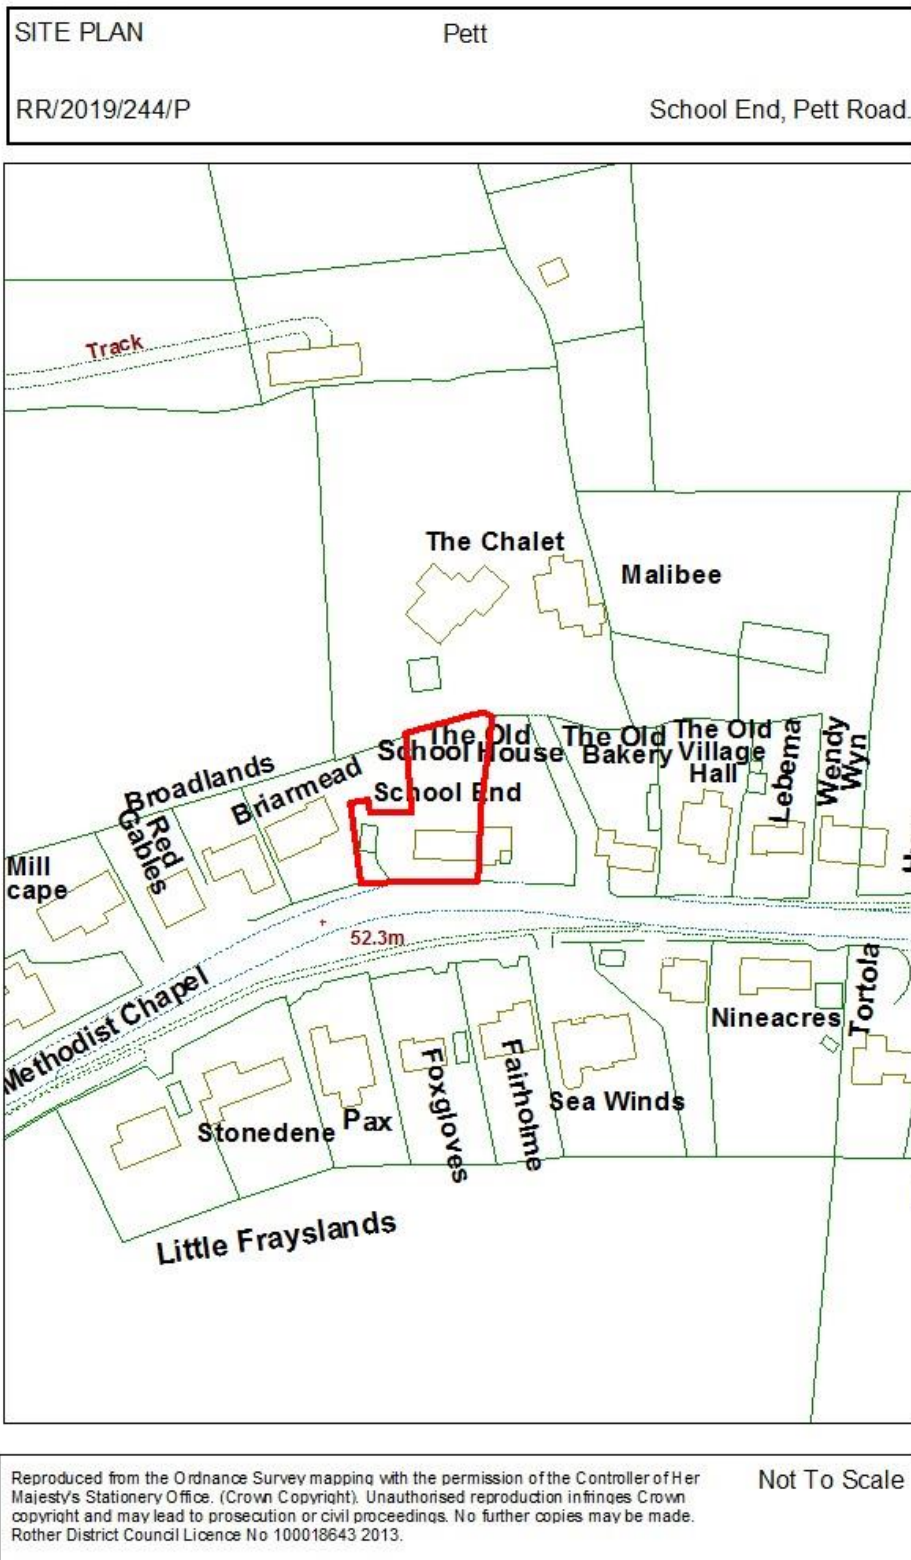 SITE PLAN
Pett
RR/2019/244/P
School End, Pett Road.
Track
The Chalet
Malibee
The Old
School House
The Old
Bakery
The Old
Village
Hall
Lebema
Wendy
Wyn
School End
Broadlands
Briarmead
Red
Gables
Mill
cape
52.3m
Methodist Chapel
Tortola
Nineacres
Sea Winds
Fairholme
Foxgloves
Pax
Stonedene
Little Frayslands
Reproduced from the Ordnance Survey mapping with the permission of the Controller of Her
Majesty's Stationery Office. (Crown Copyright). Unauthorised reproduction infringes Crown
copyright and may lead to prosecution or civil proceedings. No further copies may be made.
Rother District Council Licence No 100018643 2013.
Not To Scale